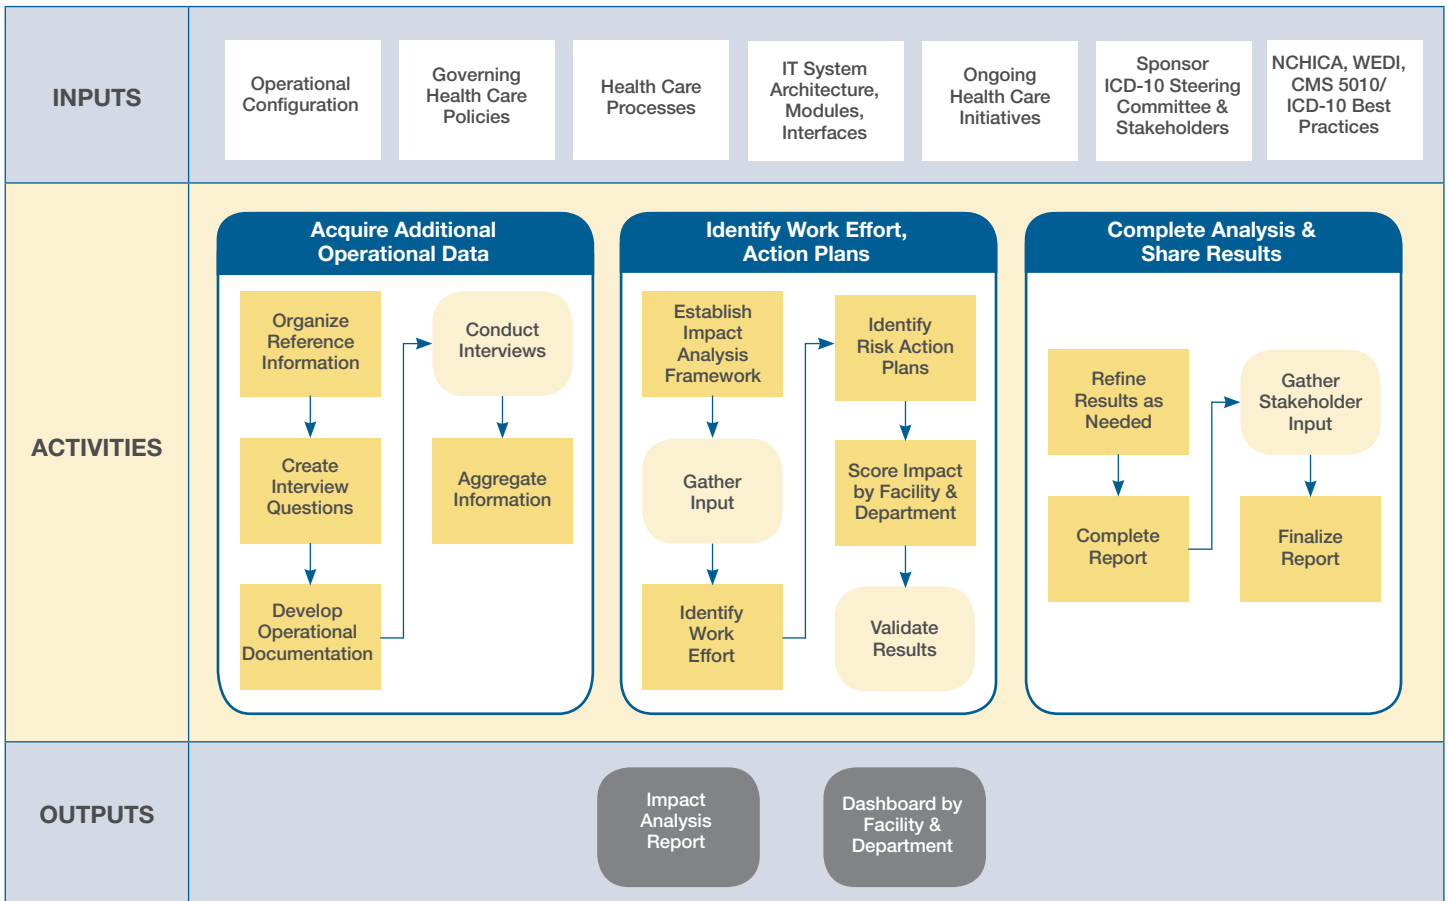 INPUTS
Operational
Configuration
Governing
Health Care
Policies
Health Care
Processes
IT System
Architecture,
Modules,
Interfaces
Ongoing
Health Care
Initiatives
Sponsor
ICD-10 Steering
Committee &
Stakeholders
NCHICA, WEDI,
CMS 5010/
ICD-10 Best
Practices
ACTIVITIES
Acquire Additional
Operational Data
Organize
Reference
Information
Create
Interview
Questions
Develop
Operational
Documentation
Conduct
Interviews
Aggregate
Information
Identify Work Effort,
Action Plans
Establish
Impact
Analysis
Framework
Gather
Input
Identify
Work
Effort
Identify
Risk Action
Plans
Score Impact
by Facility &
Department
Validate
Results
Complete Analysis &
Share Results
Refine
Results as
Needed
Complete
Report
Gather
Stakeholder
Input
Finalize
Report
OUTPUTS
Impact
Analysis
Report
Dashboard by
Facility &
Department